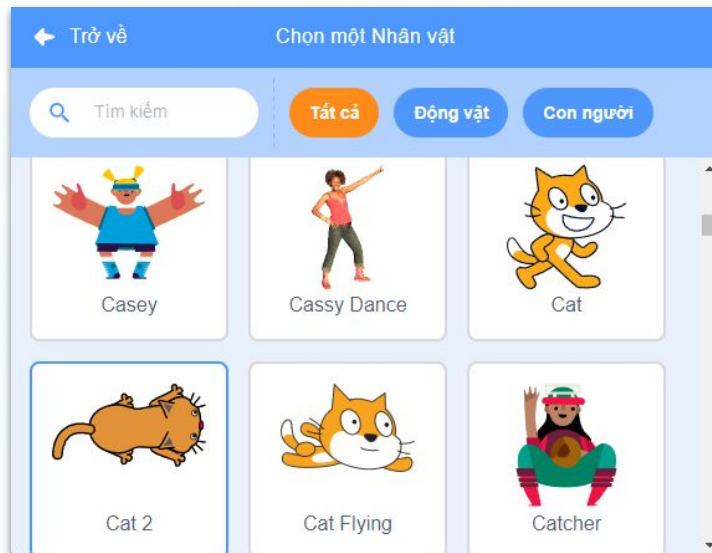 Trở về
Chọn một Nhân vật
Tìm kiếm
Tất cả
Động vật
Con người
Casey
Cassy Dance
Cat
Cat 2
Cat Flying
Catcher